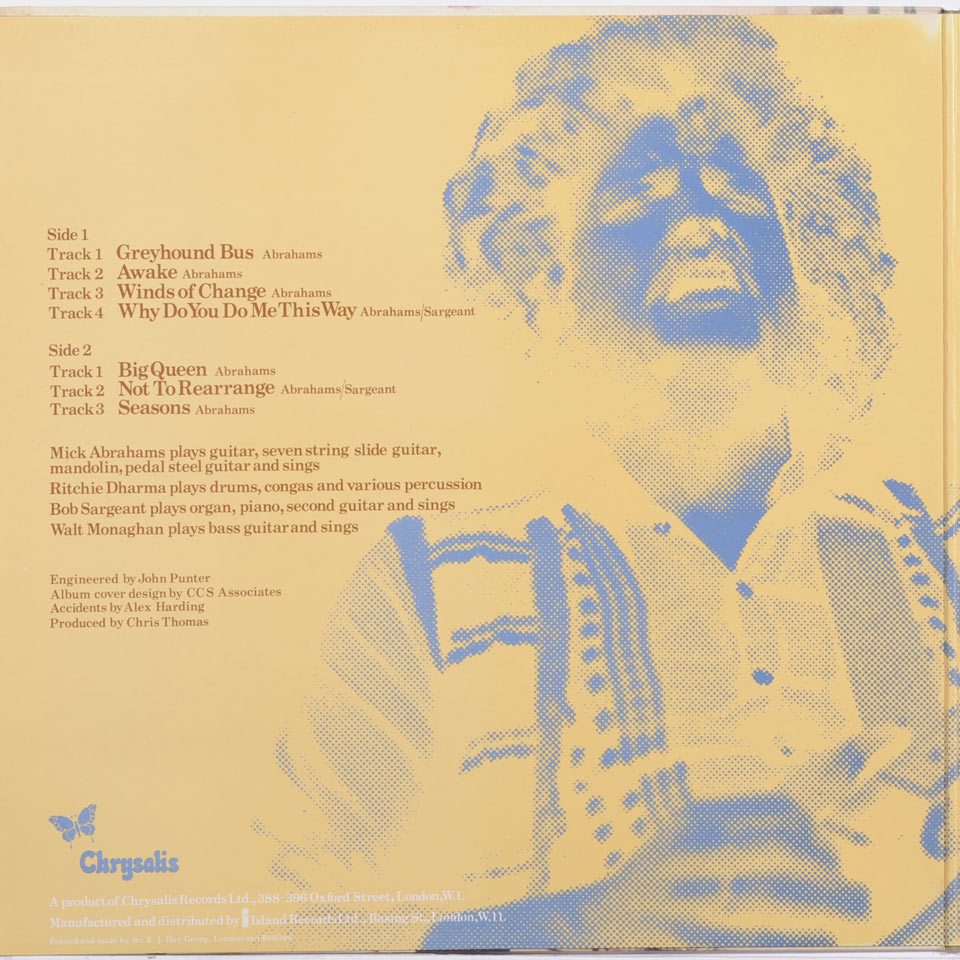 Side 1
Track 1 Greyhound Bus Abrahams
Track 2 Awake Abrahams
Track 3 Winds of Change Abrahams
Track 4 Why Do You Do Me This Way Abrahams/Sargeant
Side 2
Track 1 Big Queen Abrahams
Track 2 Not To Rearrange Abrahams/Sargeant
Track 3 Seasons Abrahams
Mick Abrahams plays guitar, seven string slide guitar,
mandolin, pedal steel guitar and sings
Ritchie Dharma plays drums, congas and various percussion
Bob Sargeant plays organ, piano, second guitar and sings
Walt Monaghan plays bass guitar and sings
Engineered by John Punter
Album cover design by CCS Associates
Accidents by Alex Harding
Produced by Chris Thomas
Chrysalis
A product of Chrysalis Records Ltd., 388-396 Oxford Street, London, W.1.
Manufactured and distributed by i Island Records Ltd., Basing St., London, W.11.
Printed and made by the E. J. Day Group, London and Bedford